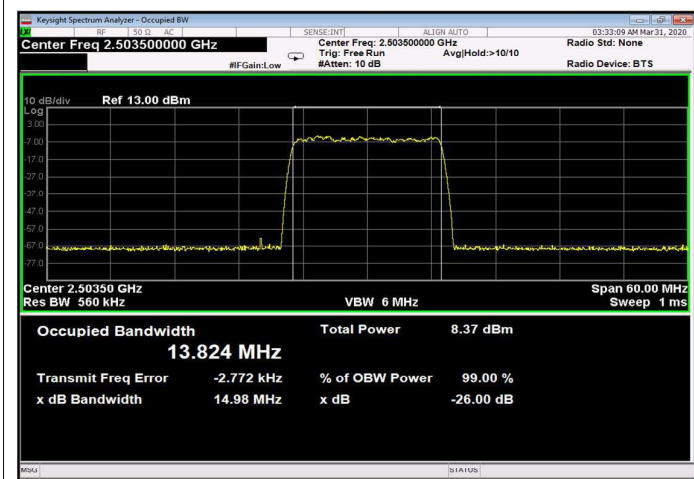 Keysight Spectrum Analyzer - Occupied BW
LXI RF 50 Ω AC SENSE:INT ALIGN AUTO 03:33:09 AM Mar 31, 2020
Center Freq 2.503500000 GHz Center Freq: 2.503500000 GHz Radio Std: None
Trig: Free Run Avg|Hold:>10/10
#IFGain:Low #Atten: 10 dB Radio Device: BTS
10 dB/div Ref 13.00 dBm
Log
3.00
-7.00
-17.0
-27.0
-37.0
-47.0
-57.0
-67.0
-77.0
Center 2.50350 GHz Span 60.00 MHz
Res BW 560 kHz VBW 6 MHz Sweep 1 ms
Occupied Bandwidth Total Power 8.37 dBm
13.824 MHz
Transmit Freq Error -2.772 kHz % of OBW Power 99.00 %
x dB Bandwidth 14.98 MHz x dB -26.00 dB
MSG STATUS